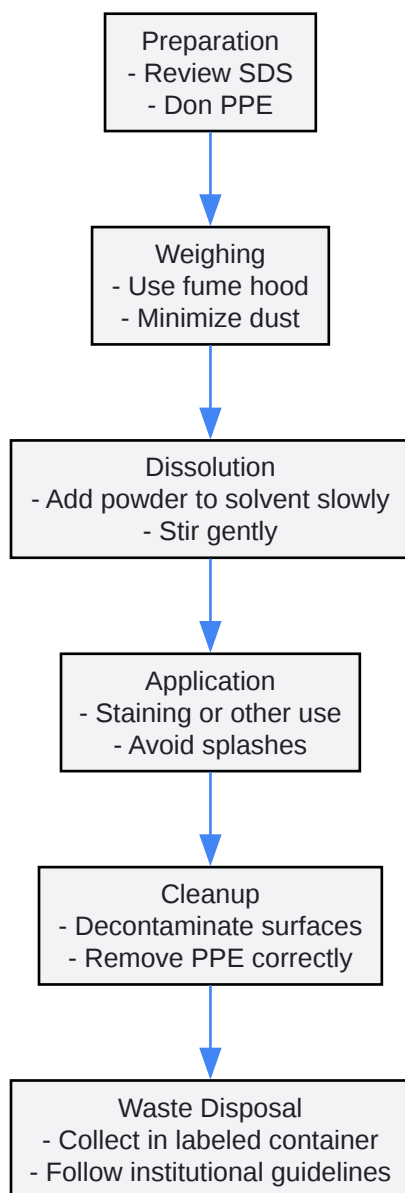 Preparation
- Review SDS
- Don PPE
Weighing
- Use fume hood
- Minimize dust
Dissolution
- Add powder to solvent slowly
- Stir gently
Application
- Staining or other use
- Avoid splashes
Cleanup
- Decontaminate surfaces
- Remove PPE correctly
Waste Disposal
- Collect in labeled container
- Follow institutional guidelines